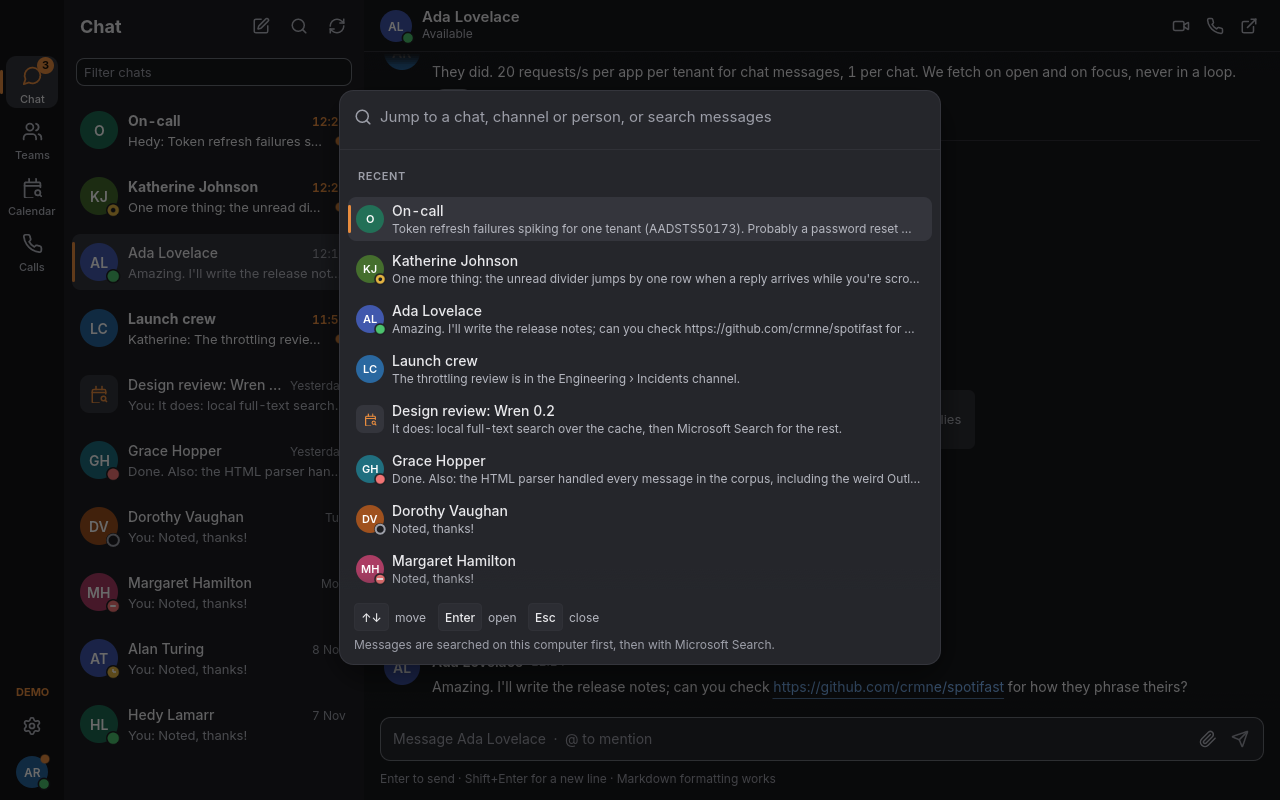 Chat
Filter chats
3
Chat
Teams
Calendar
Calls
DEMO
AR
O
On-call
12:2
Hedy: Token refresh failures s...
KJ
Katherine Johnson
12:2
One more thing: the unread di...
AL
Ada Lovelace
12:1
Amazing. I'll write the release not...
LC
Launch crew
11:5
Katherine: The throttling revie...
Design review: Wren ...
Yesterda
You: It does: local full-text search.
GH
Grace Hopper
Yesterda
Done. Also: the HTML parser han...
DV
Dorothy Vaughan
Tu
You: Noted, thanks!
MH
Margaret Hamilton
Mo
You: Noted, thanks!
AT
Alan Turing
8 No
You: Noted, thanks!
HL
Hedy Lamarr
7 Nov
You: Noted, thanks!
AL
Ada Lovelace
Available
They did. 20 requests/s per app per tenant for chat messages, 1 per chat. We fetch on open and on focus, never in a loop.
Jump to a chat, channel or person, or search messages
RECENT
O
On-call
Token refresh failures spiking for one tenant (AADSTS50173). Probably a password reset ...
KJ
Katherine Johnson
One more thing: the unread divider jumps by one row when a reply arrives while you're scro...
AL
Ada Lovelace
Amazing. I'll write the release notes; can you check https://github.com/crmne/spotifast for ...
LC
Launch crew
The throttling review is in the Engineering › Incidents channel.
Design review: Wren 0.2
It does: local full-text search over the cache, then Microsoft Search for the rest.
GH
Grace Hopper
Done. Also: the HTML parser handled every message in the corpus, including the weird Outl...
DV
Dorothy Vaughan
Noted, thanks!
MH
Margaret Hamilton
Noted, thanks!
↑↓ move Enter open Esc close
Messages are searched on this computer first, then with Microsoft Search.
AL
Amazing. I'll write the release notes; can you check https://github.com/crmne/spotifast for how they phrase theirs?
Message Ada Lovelace · @ to mention
Enter to send · Shift+Enter for a new line · Markdown formatting works